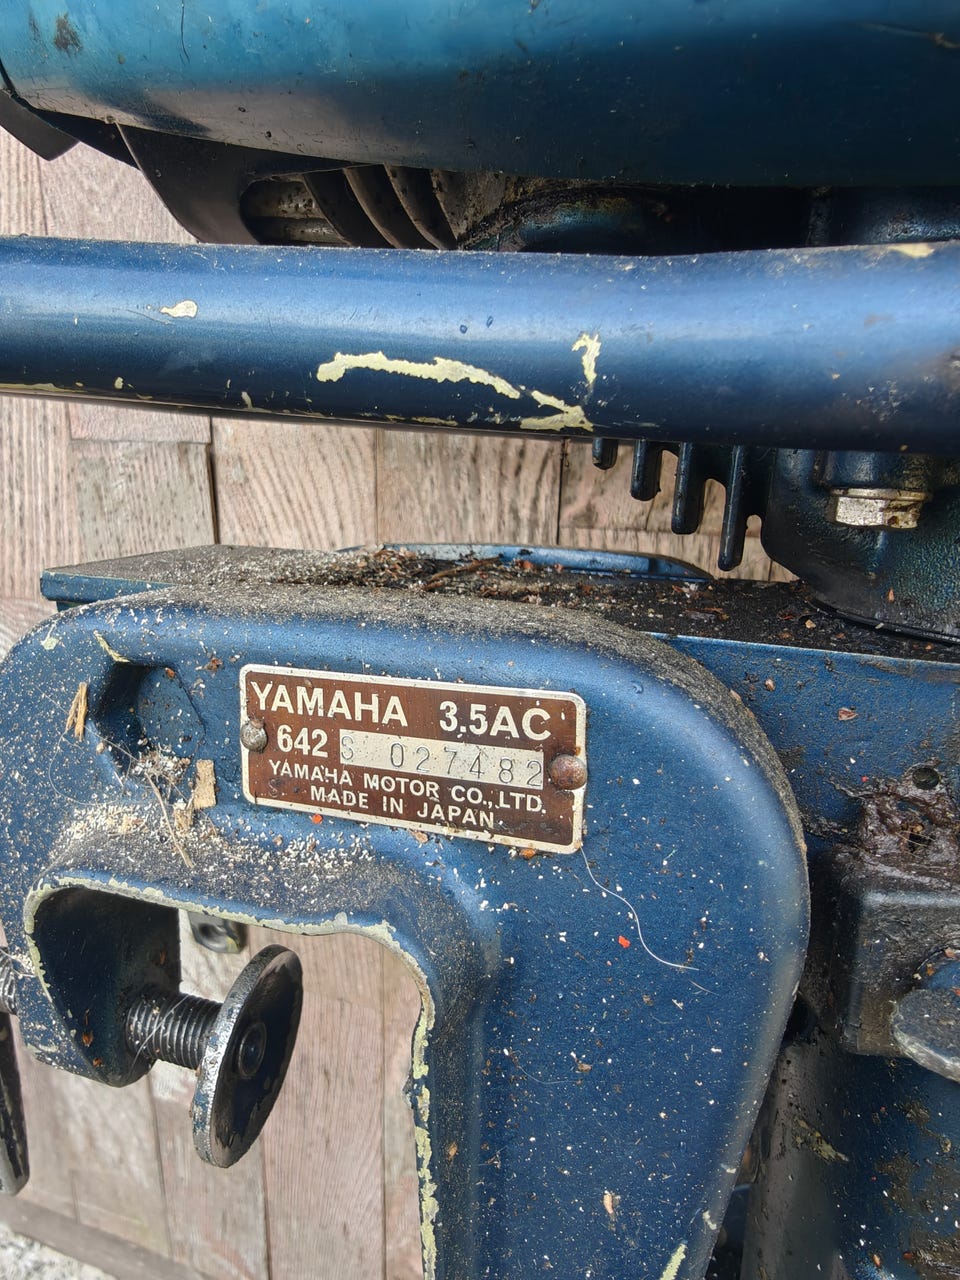 YAMAHA 3.5AC
642 S 027482
YAMAHA MOTOR CO.,LTD.
MADE IN JAPAN